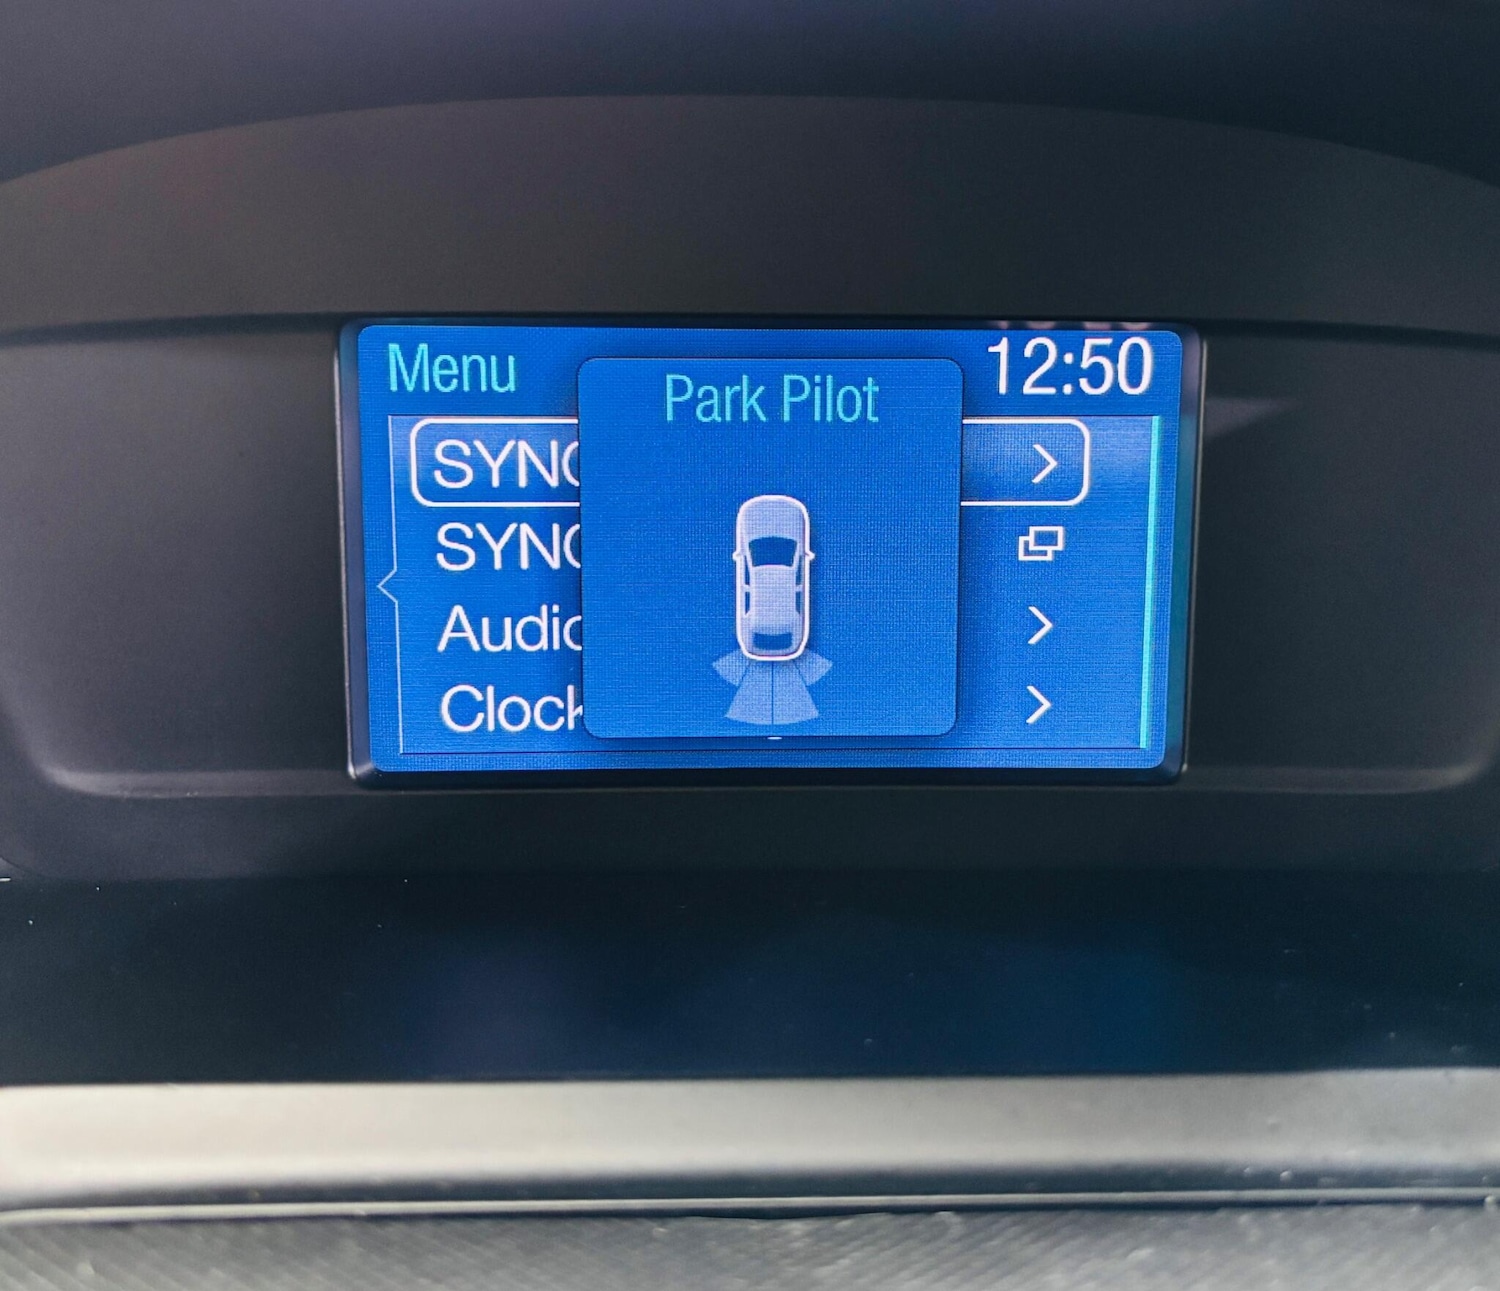 Menu
12:50
Park Pilot
SYNC
SYNC
Audio
Clock